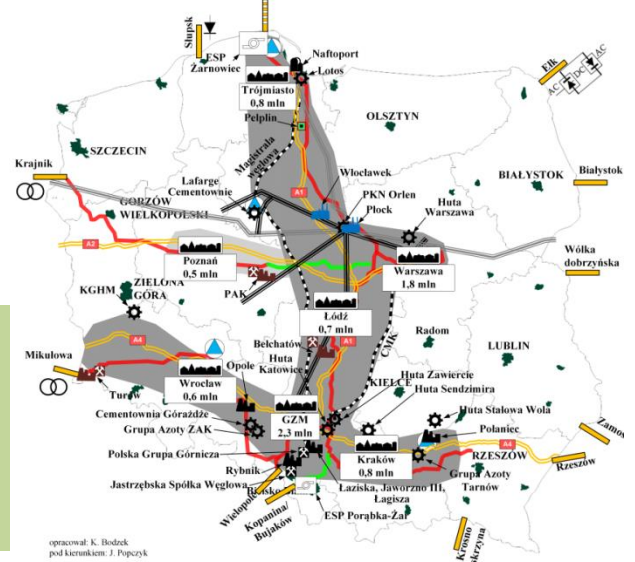 Słupsk
ESP
Żarnowiec
Naftoport
Lotos
Trójmiasto
0,8 mln
Pelplin
OLSZTYN
Ełk
AC
DC
AC
SZCZECIN
Magistrala
węglowa
Krajnik
Lafarge
Cementownie
A1
Włocławek
BIAŁYSTOK
Białystok
GORZÓW
WIELKOPOLSKI
PKN Orlen
Płock
Huta
Warszawa
A2
Poznań
0,5 mln
Warszawa
1,8 mln
Wólka
dobrzyńska
KGHM
ZIELONA
GÓRA
PAK
Łódź
0,7 mln
CMK
Radom
LUBLIN
A4
Bełchatów
Huta
Katowice
A1
Mikułowa
Wrocław
0,6 mln
Turów
Opole
KIELCE
Huta Zawiercie
Huta Sendzimira
Cementownia Górażdże
Grupa Azoty ZAK
GZM
2,3 mln
Huta Stalowa Wola
Połaniec
Polska Grupa Górnicza
Kraków
0,8 mln
A4
RZESZÓW
Rzeszów
Rybnik
Jastrzębska Spółka Węglowa
Grupa Azoty
Tarnów
Wielopole
Łaziska, Jaworzno III,
Łagisza
Kopanina/
Bujaków
ESP Porąbka-Żar
Krosno
opracował: K. Bodzek
pod kierunkiem: J. Popczyk